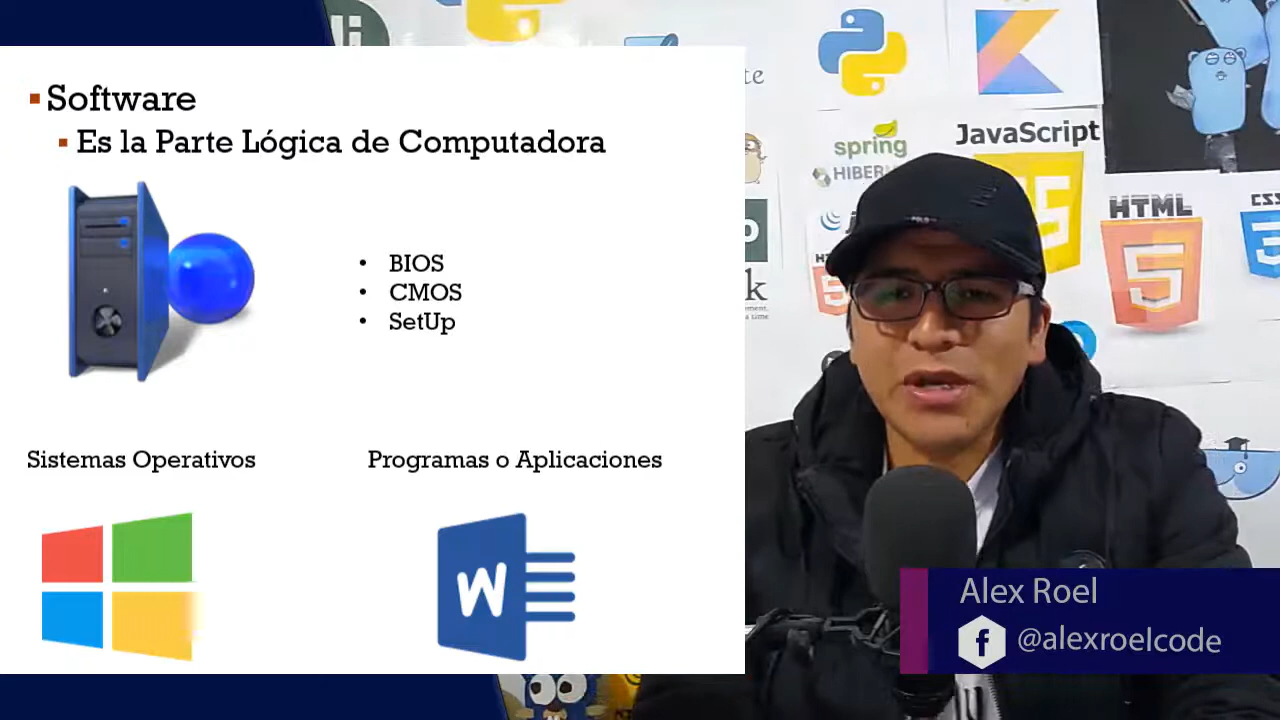 Software
Es la Parte Lógica de Computadora
BIOS
CMOS
SetUp
Sistemas Operativos
Programas o Aplicaciones
W
spring
JavaScript
HTML
5
CSS
Alex Roel
f
@alexroelcode